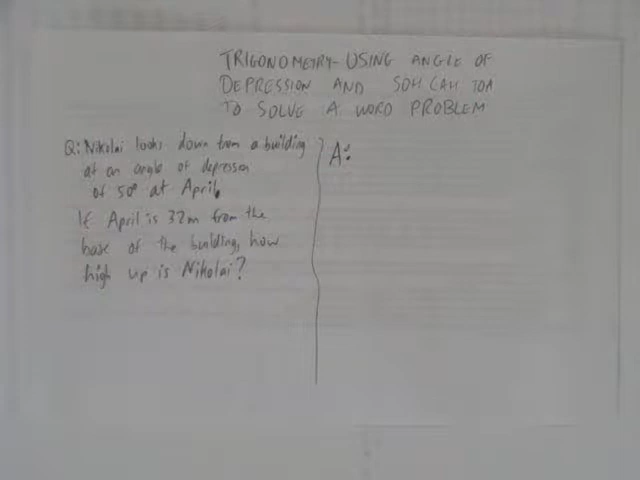 TRIGONOMETRY- USING ANGLE OF
DEPRESSION AND SOH CAH TOA
TO SOLVE A WORD PROBLEM
Q: Nikolai looks down from a building
at an angle of depression
of 50° at April.
If April is 32m from the
base of the building, how
high up is Nikolai?
A: